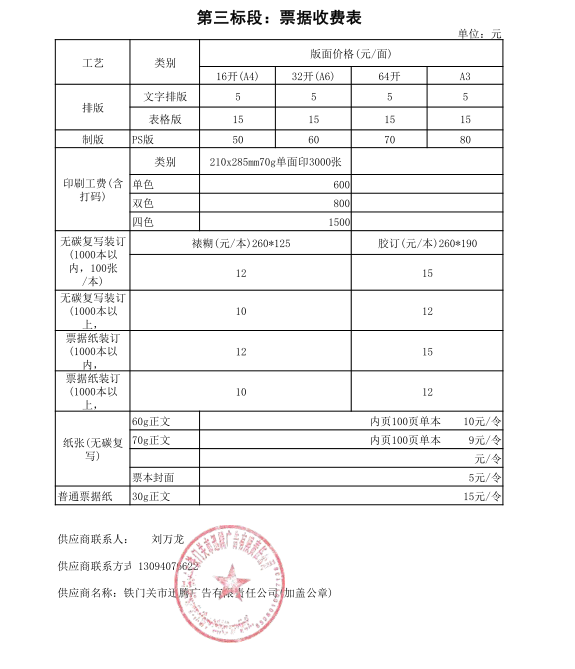 第三标段：票据收费表
单位：元
工艺 类别 版面价格(元/面)
16开(A4) 32开(A6) 64开 A3
排版 文字排版 5 5 5 5
表格版 15 15 15 15
制版 PS版 50 60 70 80
印刷工费(含打码) 类别 210x285mm70g单面印3000张
单色 600
双色 800
四色 1500
无碳复写装订(1000本以内，100张/本) 裱糊(元/本)260*125 胶订(元/本)260*190
12 15
无碳复写装订(1000本以上， 10 12
票据纸装订(1000本以内， 12 15
票据纸装订(1000本以上， 10 12
纸张(无碳复写) 60g正文 内页100页单本 10元/令
70g正文 内页100页单本 9元/令
元/令
票本封面 5元/令
普通票据纸 30g正文 15元/令
供应商联系人： 刘万龙
供应商联系方式 13094076622
供应商名称：铁门关市迅腾广告有限责任公司(加盖公章)